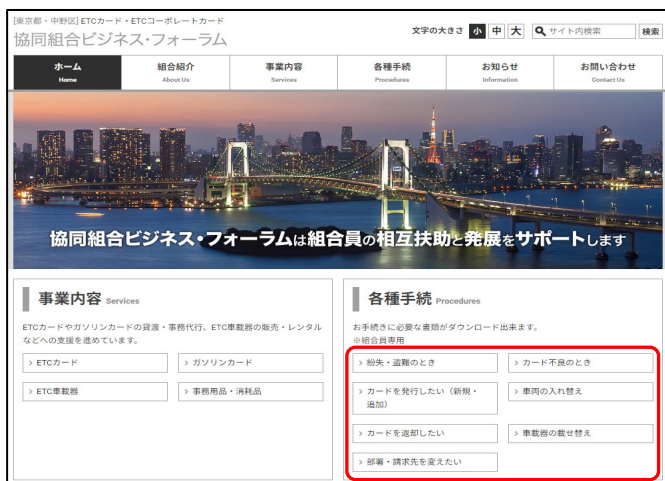 [東京都・中野区] ETCカード・ETCコーポレートカード
協同組合ビジネス・フォーラム
文字の大きさ 小 中 大 サイト内検索 検索
ホーム 組合紹介 事業内容 各種手続 お知らせ お問い合わせ
Home About Us Services Procedures Information Contact Us
協同組合ビジネス・フォーラムは組合員の相互扶助と発展をサポートします
事業内容 Services
ETCカードやガソリンカードの貸渡・事務代行、ETC車載器の販売・レンタル
などへの支援を進めています。
> ETCカード > ガソリンカード
> ETC車載器 > 事務用品・消耗品
各種手続 Procedures
お手続きに必要な書類がダウンロード出来ます。
※組合員専用
> 紛失・盗難のとき > カード不良のとき
> カードを発行したい(新規・
追加) > 車両の入れ替え
> カードを返却したい > 車載器の載せ替え
> 部署・請求先を変えたい